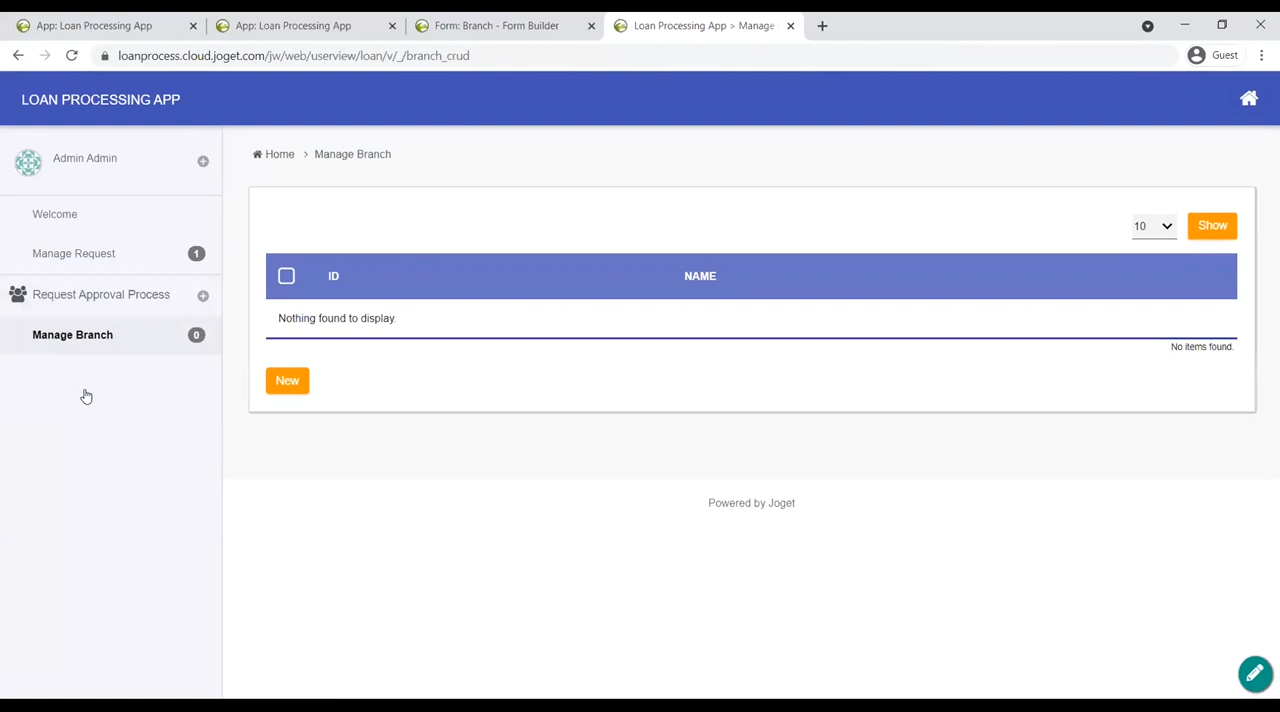 App: Loan Processing App
App: Loan Processing App
Form: Branch - Form Builder
Loan Processing App > Manage
loanprocess.cloud.joget.com/jw/web/userview/loan/v/_/branch_crud
Guest
LOAN PROCESSING APP
Admin Admin
Home > Manage Branch
Welcome
10
Show
Manage Request 1
ID NAME
Request Approval Process
Nothing found to display.
Manage Branch 0
No items found.
New
Powered by Joget